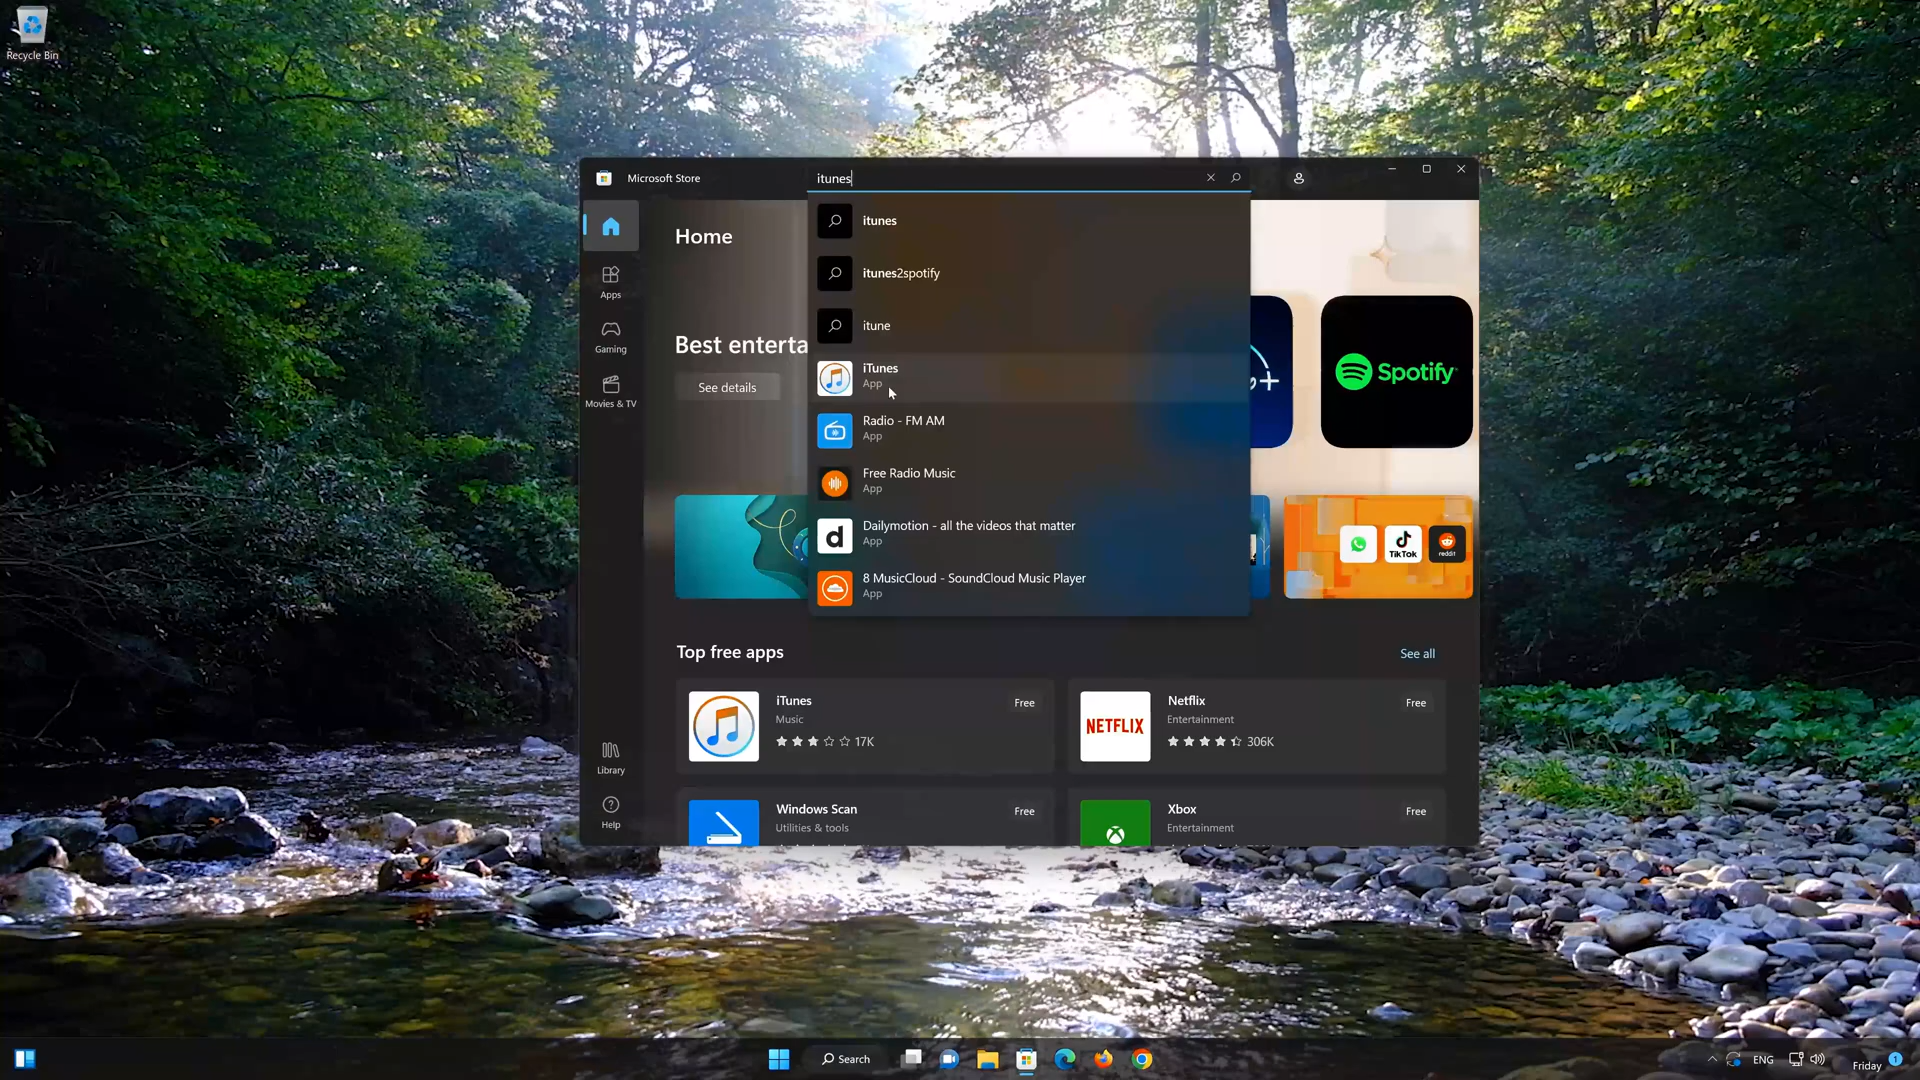 Recycle Bin
Microsoft Store
itunes
Home
Apps
Gaming
Movies & TV
Library
Help
itunes
itunes2spotify
itune
iTunes
App
Radio - FM AM
App
Free Radio Music
App
Dailymotion - all the videos that matter
App
8 MusicCloud - SoundCloud Music Player
App
Best enterta
See details
+
Spotify
TikTok
reddit
Top free apps
See all
iTunes
Free
Music
17K
NETFLIX
Netflix
Free
Entertainment
306K
Windows Scan
Free
Utilities & tools
Xbox
Free
Entertainment
Search
ENG
Friday
1